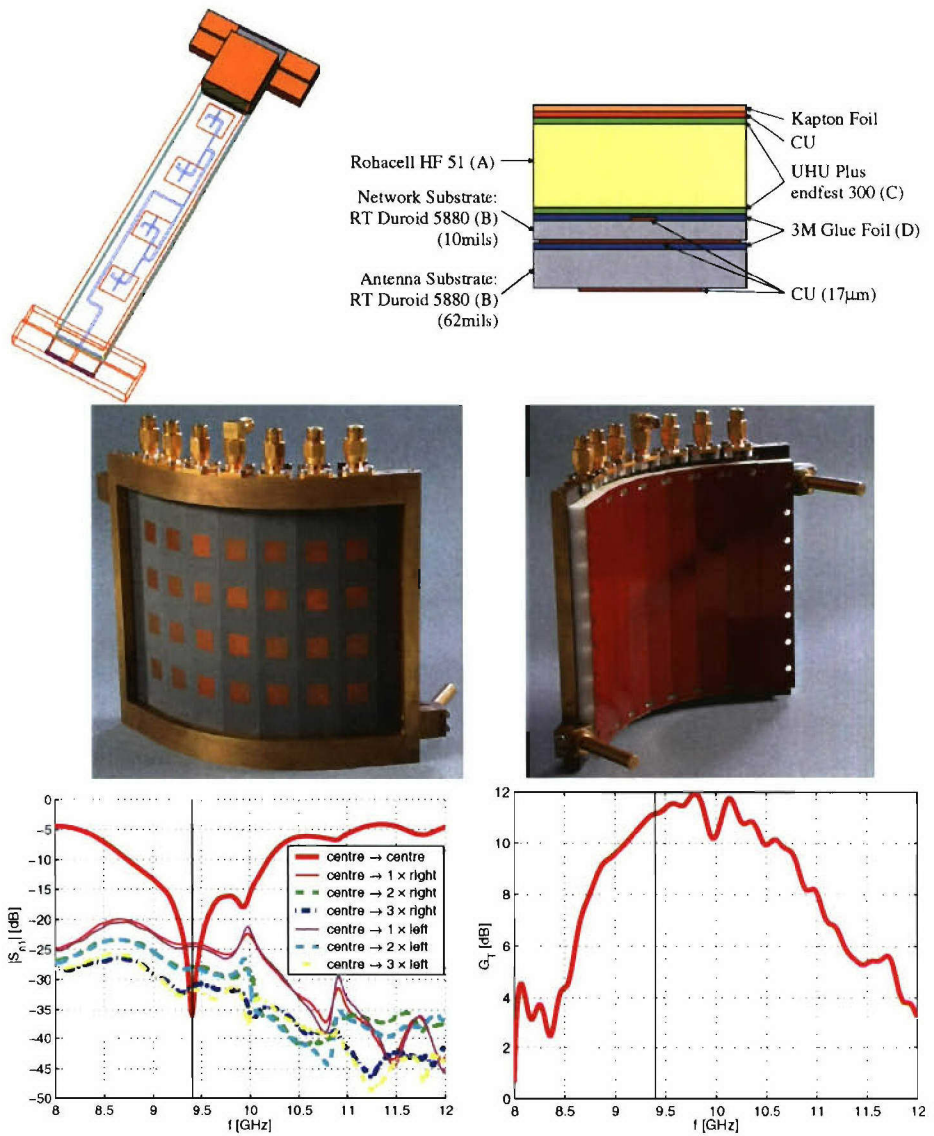 Kapton Foil
CU
Rohacell HF 51 (A)
UHU Plus
endfest 300 (C)
Network Substrate:
RT Duroid 5880 (B)
(10mils)
3M Glue Foil (D)
Antenna Substrate:
RT Duroid 5880 (B)
(62mils)
CU (17µm)
0
-5
-10
-15
-20
-25
-30
-35
-40
-45
-50
|Sn1| [dB]
centre → centre
centre → 1 × right
centre → 2 × right
centre → 3 × right
centre → 1 × left
centre → 2 × left
centre → 3 × left
8 8.5 9 9.5 10 10.5 11 11.5 12
f [GHz]
12
10
8
6
4
2
0
GT [dB]
8 8.5 9 9.5 10 10.5 11 11.5 12
f [GHz]